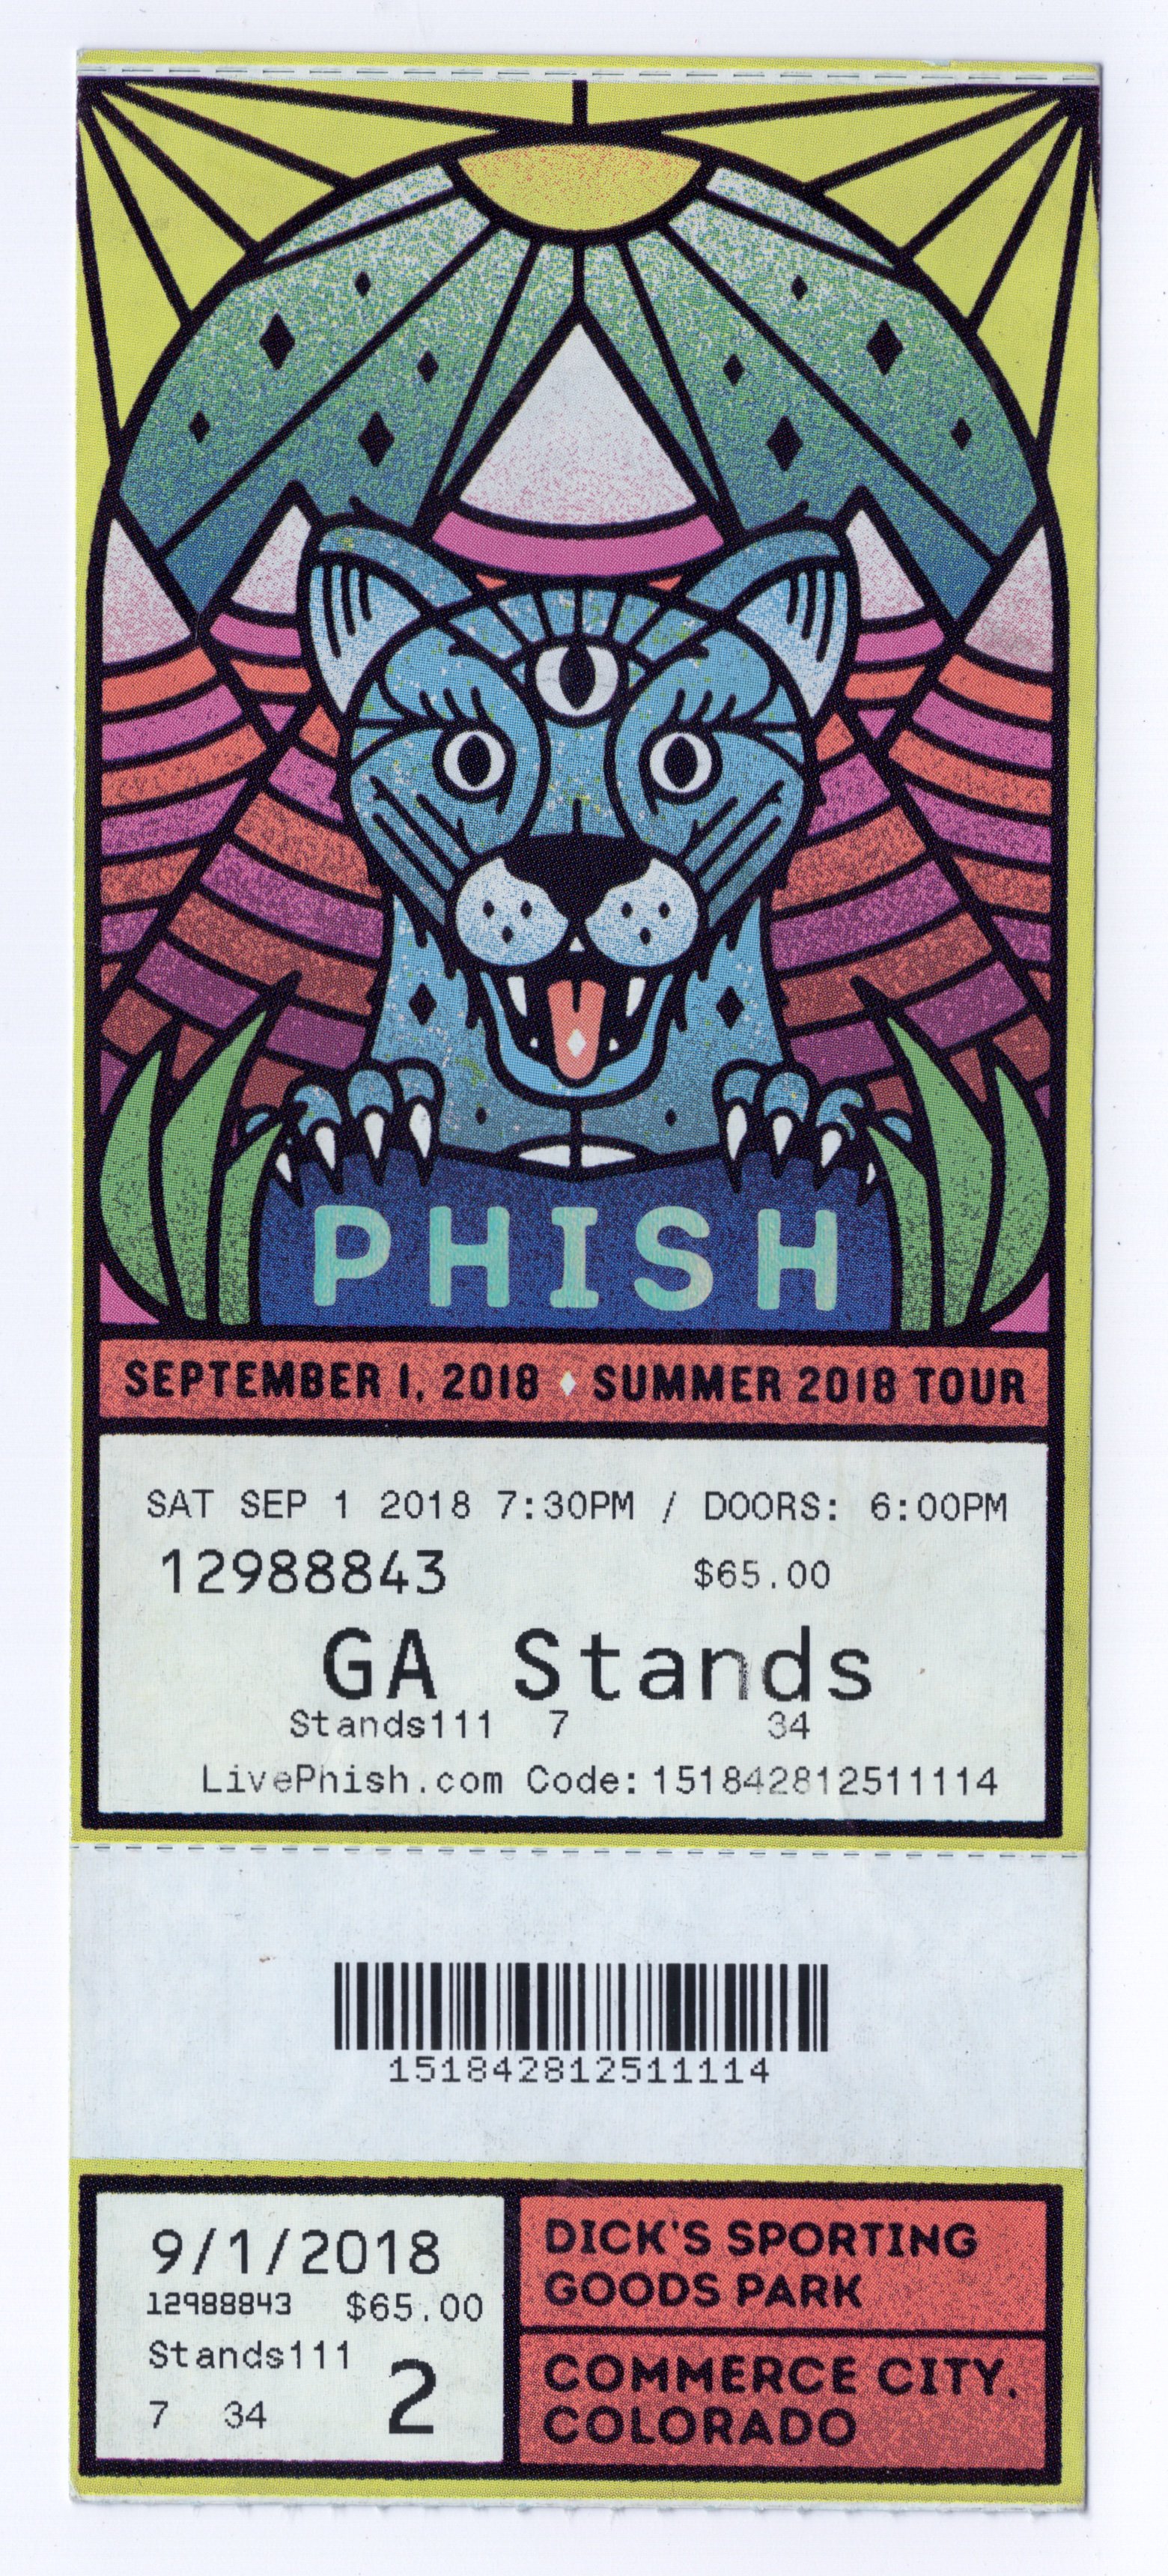 PHISH
SEPTEMBER 1, 2018 ♦ SUMMER 2018 TOUR
SAT SEP 1 2018 7:30PM / DOORS: 6:00PM
12988843 $65.00
GA Stands
Stands111 7 34
LivePhish.com Code: 151842812511114
151842812511114
9/1/2018
12988843 $65.00
Stands111
7 34 2
DICK'S SPORTING
GOODS PARK
COMMERCE CITY,
COLORADO